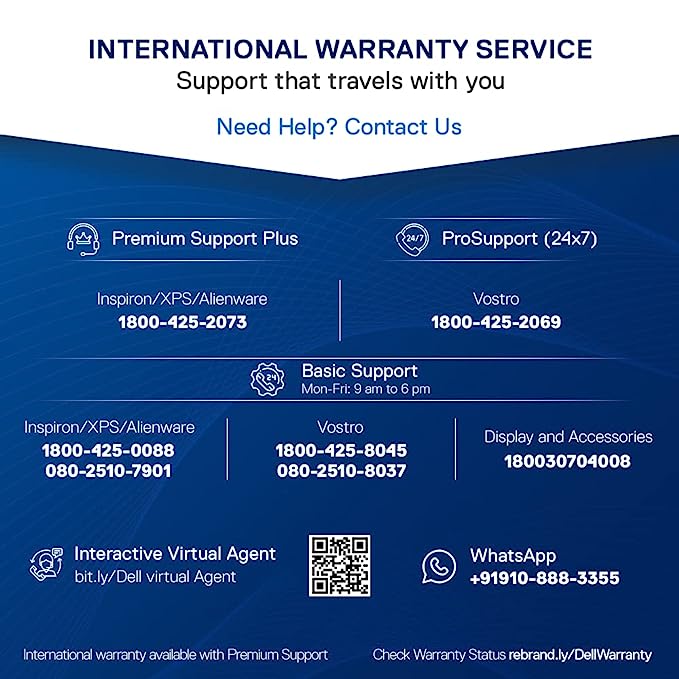 INTERNATIONAL WARRANTY SERVICE
Support that travels with you
Need Help? Contact Us
Premium Support Plus
24/7
ProSupport (24x7)
Inspiron/XPS/Alienware
1800-425-2073
Vostro
1800-425-2069
24
Basic Support
Mon-Fri: 9 am to 6 pm
Inspiron/XPS/Alienware
1800-425-0088
080-2510-7901
Vostro
1800-425-8045
080-2510-8037
Display and Accessories
180030704008
Interactive Virtual Agent
bit.ly/Dell virtual Agent
WhatsApp
+91910-888-3355
International warranty available with Premium Support
Check Warranty Status rebrand.ly/DellWarranty